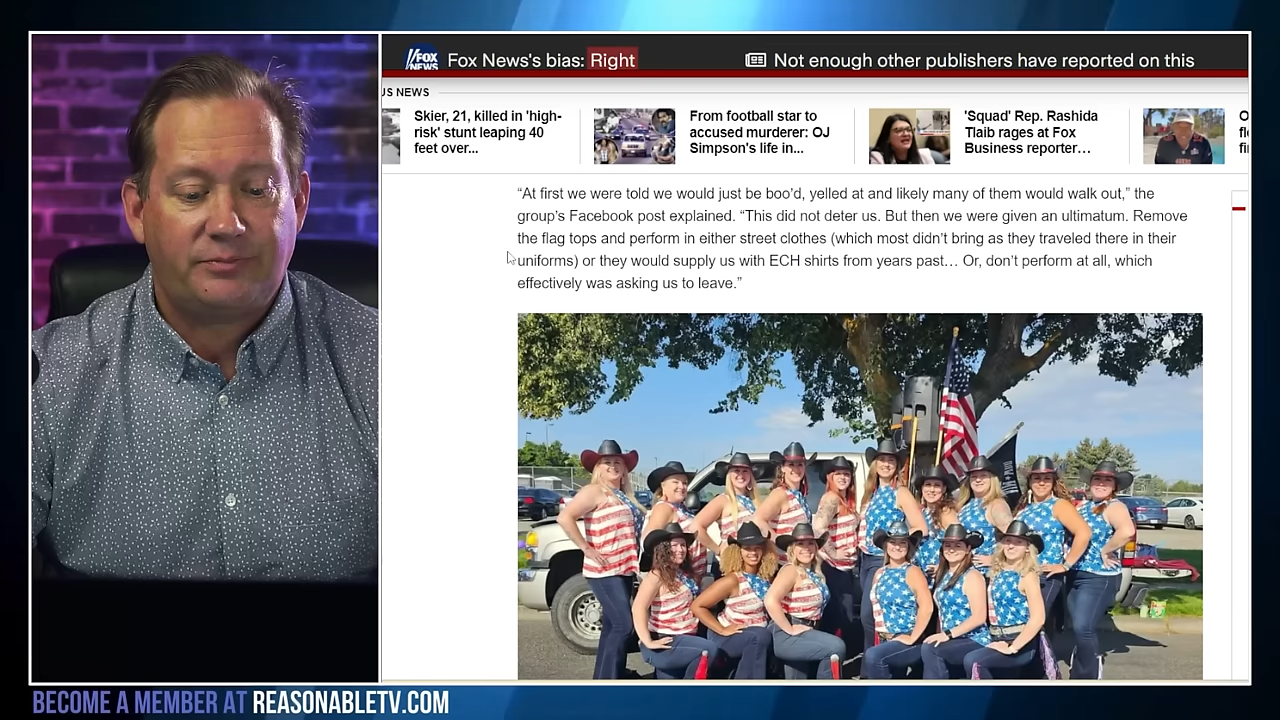 FOX
NEWS
Fox News's bias: Right
Not enough other publishers have reported on this
US NEWS
Skier, 21, killed in 'high-
risk' stunt leaping 40
feet over...
From football star to
accused murderer: OJ
Simpson's life in...
'Squad' Rep. Rashida
Tlaib rages at Fox
Business reporter…
“At first we were told we would just be boo’d, yelled at and likely many of them would walk out,” the
group’s Facebook post explained. “This did not deter us. But then we were given an ultimatum. Remove
the flag tops and perform in either street clothes (which most didn’t bring as they traveled there in their
uniforms) or they would supply us with ECH shirts from years past… Or, don’t perform at all, which
effectively was asking us to leave.”
BECOME A MEMBER AT REASONABLETV.COM